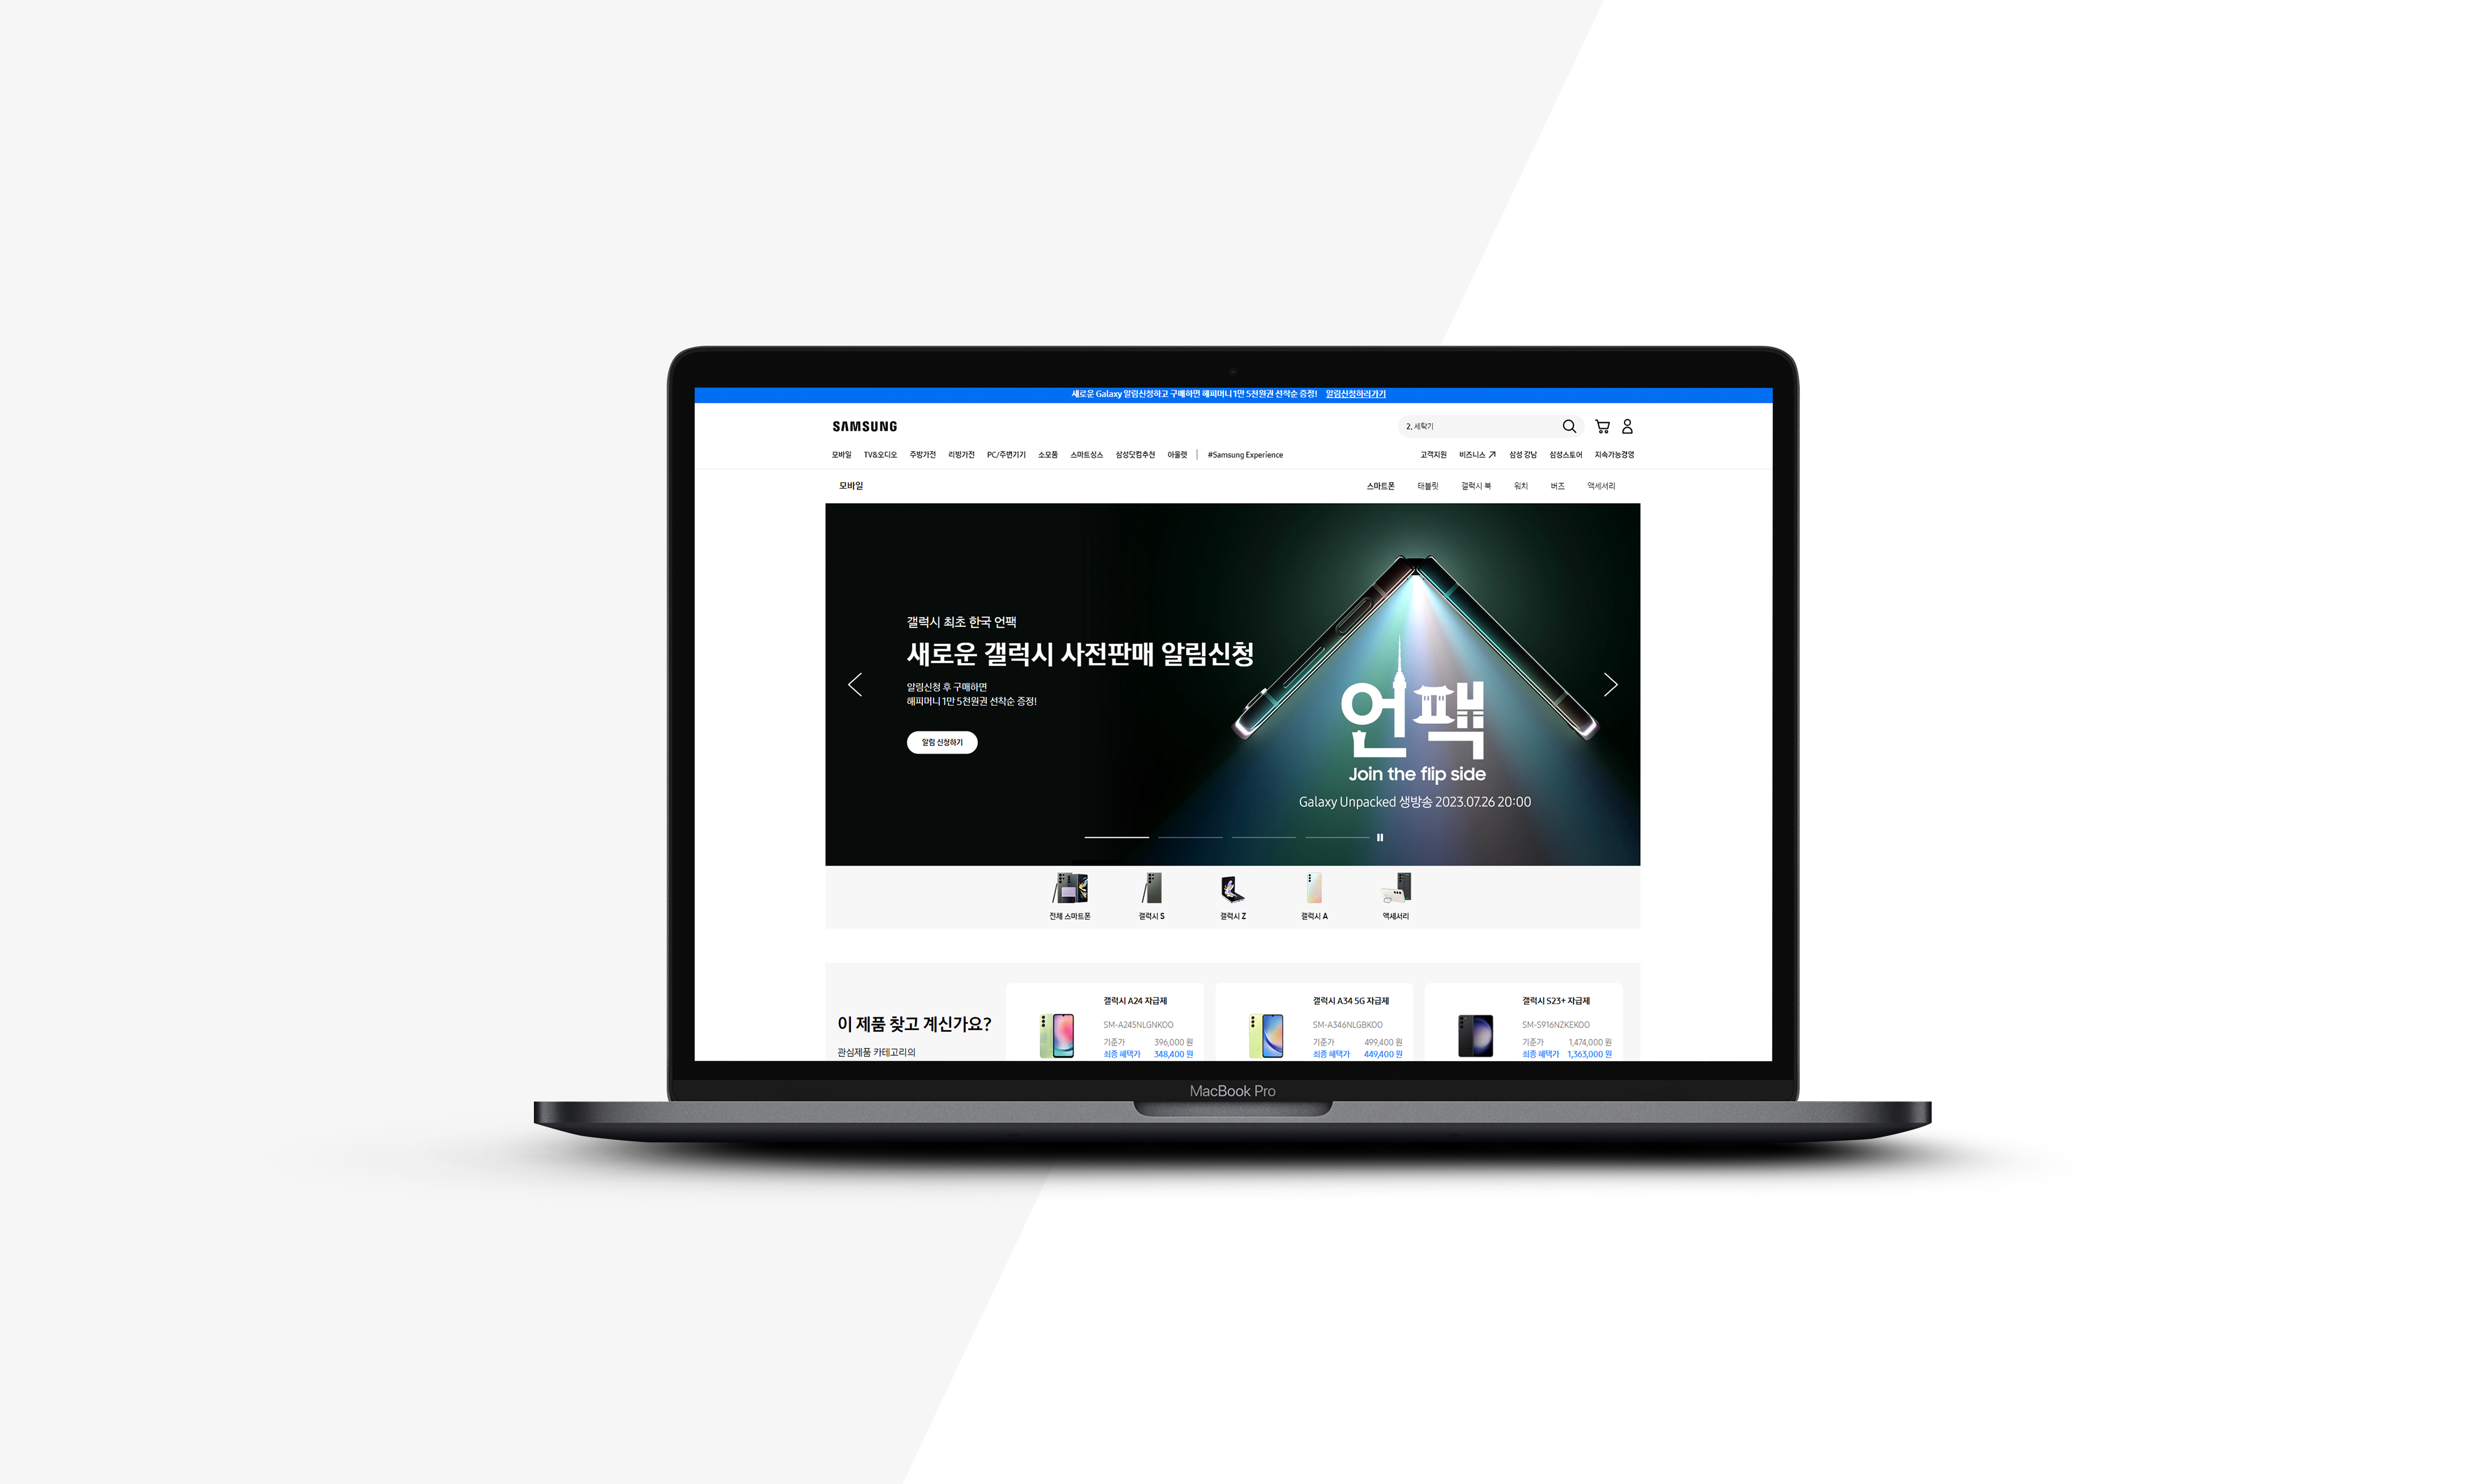 새로운 Galaxy 알림신청하고 구매하면 해피머니 1만 5천원권 선착순 증정! 알림신청하러가기
SAMSUNG
2. 세탁기
모바일 TV&오디오 주방가전 리빙가전 PC/주변기기 소모품 스마트싱스 삼성닷컴추천 아울렛 #Samsung Experience 고객지원 비즈니스 삼성 강남 삼성스토어 지속가능경영
모바일 스마트폰 태블릿 갤럭시 북 워치 버즈 액세서리
갤럭시 최초 한국 언팩
새로운 갤럭시 사전판매 알림신청
알림신청 후 구매하면
해피머니 1만 5천원권 선착순 증정!
알림 신청하기
언팩
Join the flip side
Galaxy Unpacked 생방송 2023.07.26 20:00
전체 스마트폰 갤럭시 S 갤럭시 Z 갤럭시 A 액세서리
이 제품 찾고 계신가요?
관심제품 카테고리의
갤럭시 A24 자급제
SM-A245NLGNKOO
기준가 396,000 원
최종 혜택가 348,400 원
갤럭시 A34 5G 자급제
SM-A346NLGBKOO
기준가 499,400 원
최종 혜택가 449,400 원
갤럭시 S23+ 자급제
SM-S916NZKEKOO
기준가 1,474,000 원
최종 혜택가 1,363,000 원
MacBook Pro